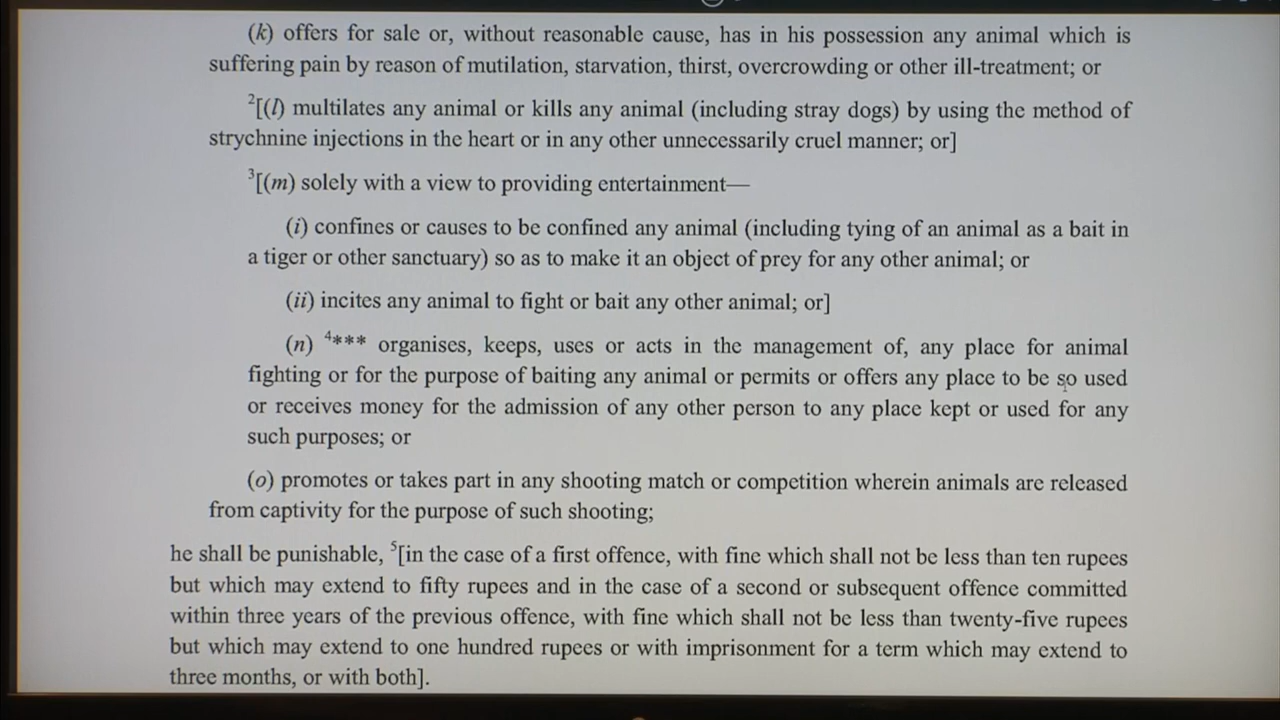 (k) offers for sale or, without reasonable cause, has in his possession any animal which is
suffering pain by reason of mutilation, starvation, thirst, overcrowding or other ill-treatment; or
2[(l) multilates any animal or kills any animal (including stray dogs) by using the method of
strychnine injections in the heart or in any other unnecessarily cruel manner; or]
3[(m) solely with a view to providing entertainment—
(i) confines or causes to be confined any animal (including tying of an animal as a bait in
a tiger or other sanctuary) so as to make it an object of prey for any other animal; or
(ii) incites any animal to fight or bait any other animal; or]
(n) 4*** organises, keeps, uses or acts in the management of, any place for animal
fighting or for the purpose of baiting any animal or permits or offers any place to be so used
or receives money for the admission of any other person to any place kept or used for any
such purposes; or
(o) promotes or takes part in any shooting match or competition wherein animals are released
from captivity for the purpose of such shooting;
he shall be punishable, 5[in the case of a first offence, with fine which shall not be less than ten rupees
but which may extend to fifty rupees and in the case of a second or subsequent offence committed
within three years of the previous offence, with fine which shall not be less than twenty-five rupees
but which may extend to one hundred rupees or with imprisonment for a term which may extend to
three months, or with both].